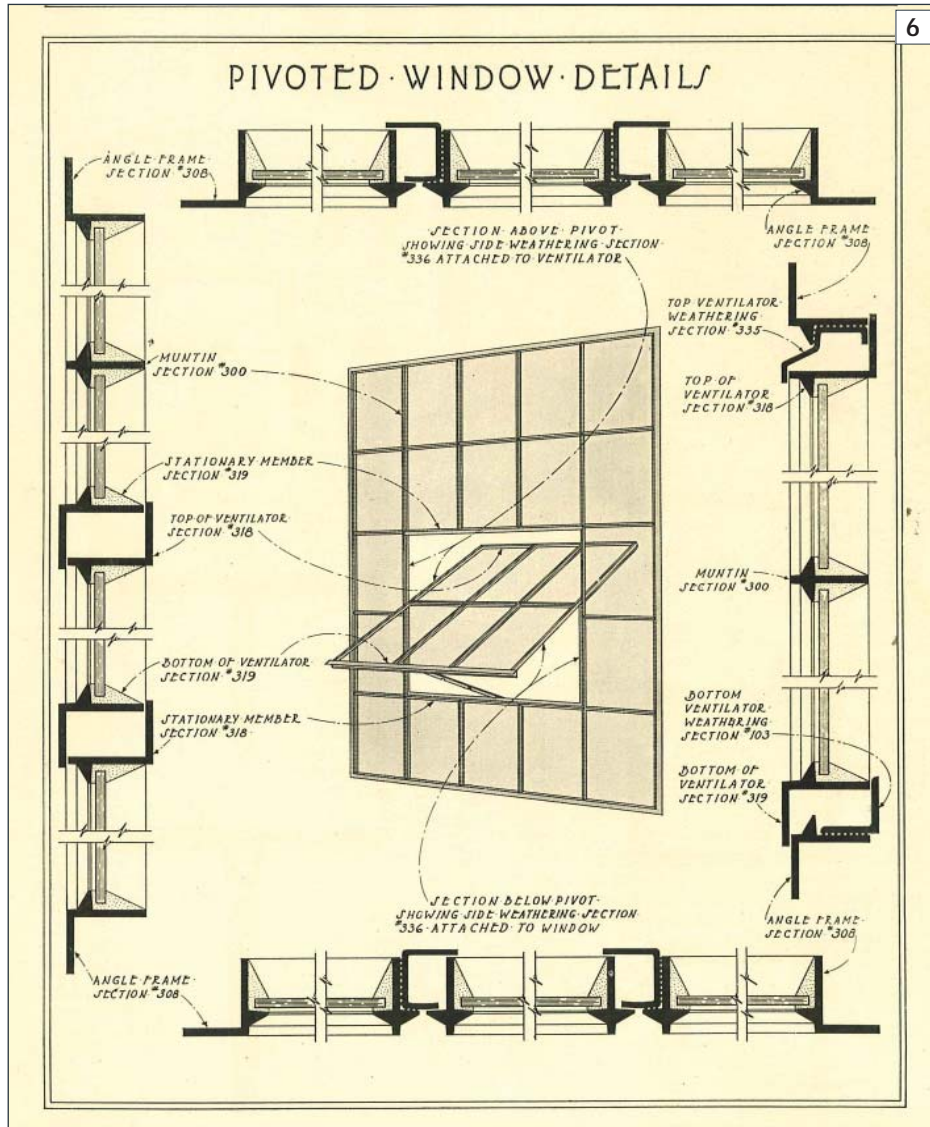 6
PIVOTED·WINDOW·DETAILS
ANGLE·FRAME·
SECTION·#308
SECTION·ABOVE·PIVOT·
SHOWING·SIDE·WEATHERING·SECTION·
#336 ATTACHED TO VENTILATOR
ANGLE FRAME
SECTION #308
TOP VENTILATOR
WEATHERING·
SECTION #335
MUNTIN
SECTION #300
TOP OF
VENTILATOR
SECTION #318
STATIONARY·MEMBER
SECTION #319
TOP·OF·VENTILATOR·
SECTION #318
MUNTIN
SECTION #300
BOTTOM OF VENTILATOR
SECTION #319
STATIONARY MEMBER
SECTION #318
BOTTOM
VENTILATOR
WEATHERING
SECTION #103
BOTTOM OF
VENTILATOR
SECTION #319
SECTION BELOW PIVOT·
SHOWING·SIDE·WEATHERING·SECTION
#336·ATTACHED·TO·WINDOW
ANGLE FRAME
SECTION #308
ANGLE·FRAME·
SECTION·#308